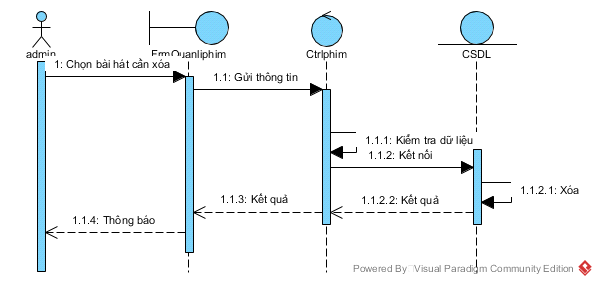 admin
FrmQuanliphim
Ctrlphim
CSDL
1: Chọn bài hát cần xóa
1.1: Gửi thông tin
1.1.1: Kiểm tra dữ liệu
1.1.2: Kết nối
1.1.2.1: Xóa
1.1.3: Kết quả
1.1.2.2: Kết quả
1.1.4: Thông báo
Powered By Visual Paradigm Community Edition